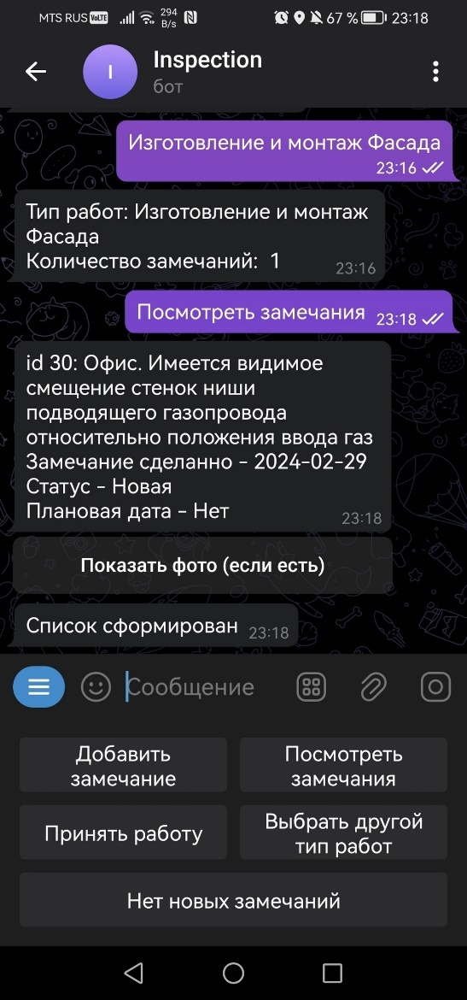 MTS RUS VoLTE 294 B/s 67 % 23:18
I
Inspection
бот
Изготовление и монтаж Фасада
23:16
Тип работ: Изготовление и монтаж
Фасада
Количество замечаний: 1
23:16
Посмотреть замечания 23:18
id 30: Офис. Имеется видимое
смещение стенок ниши
подводящего газопровода
относительно положения ввода газ
Замечание сделанно - 2024-02-29
Статус - Новая
Плановая дата - Нет
23:18
Показать фото (если есть)
Список сформирован 23:18
Сообщение
Добавить
замечание
Посмотреть
замечания
Принять работу
Выбрать другой
тип работ
Нет новых замечаний